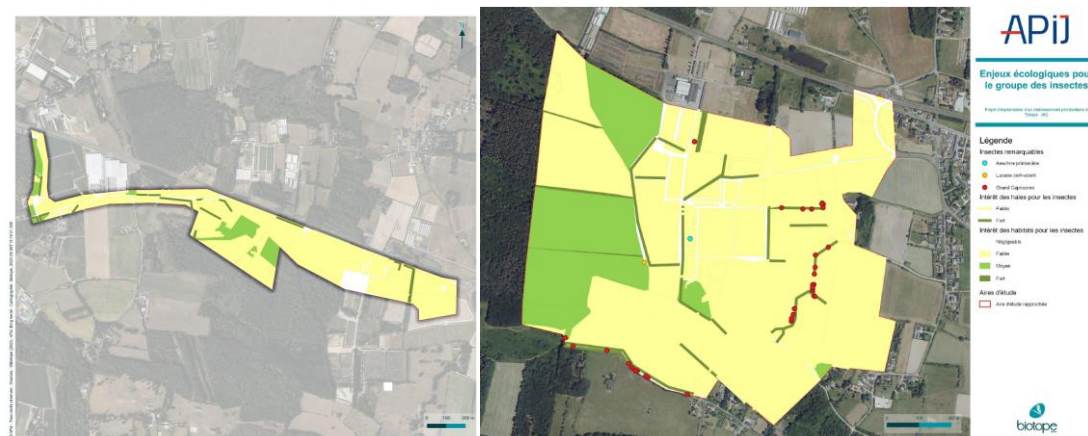 N
APIJ
Enjeux écologiques pour
le groupe des insectes
Légende
Insectes remarquables
Aeschne printanière
Lucane cerf-volant
Grand Capricorne
Intérêt des haies pour les insectes
Faible
Fort
Intérêt des habitats pour les insectes
Négligeable
Faible
Moyen
Fort
Aires d'étude
Aire d'étude rapprochée
biotope